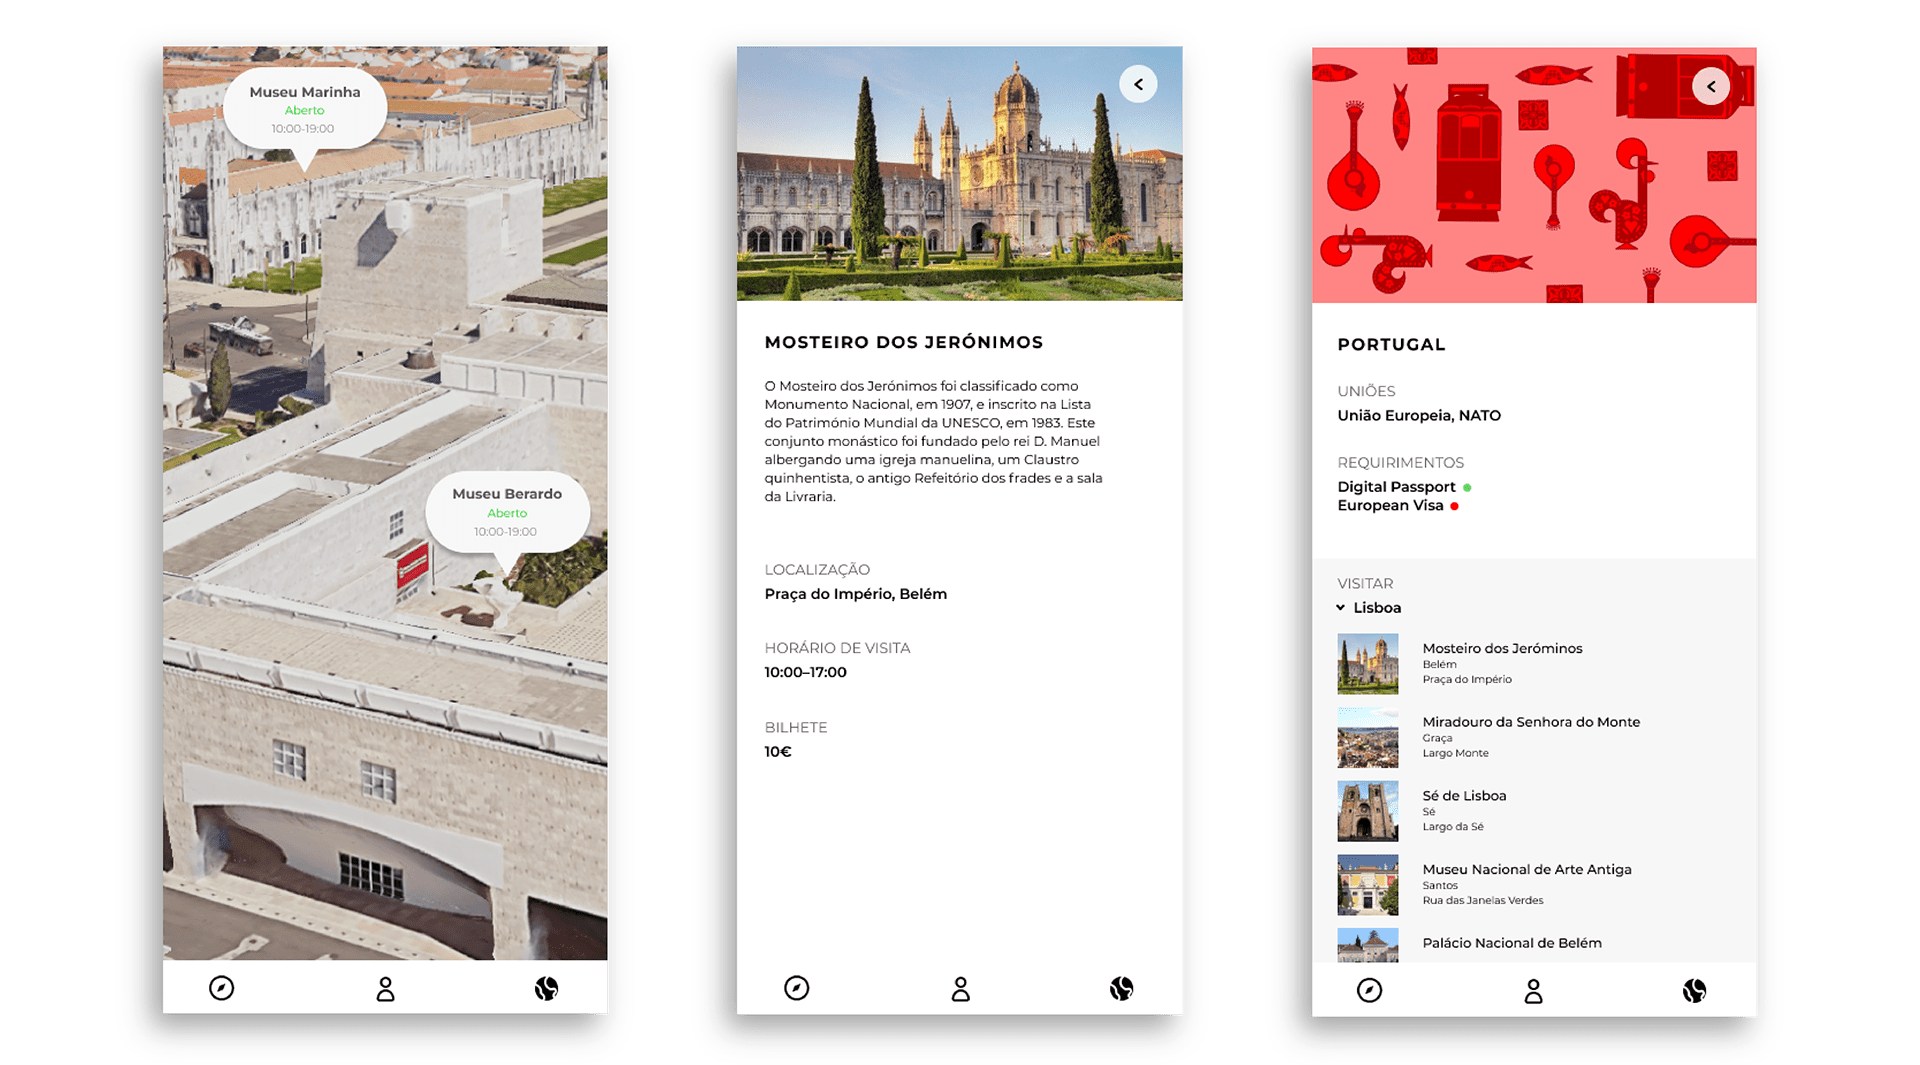 Museu Marinha
Aberto
10:00-19:00
Museu Berardo
Aberto
10:00-19:00
MOSTEIRO DOS JERÓNIMOS
O Mosteiro dos Jerónimos foi classificado como
Monumento Nacional, em 1907, e inscrito na Lista
do Património Mundial da UNESCO, em 1983. Este
conjunto monástico foi fundado pelo rei D. Manuel
albergando uma igreja manuelina, um Claustro
quinhentista, o antigo Refeitório dos frades e a sala
da Livraria.
LOCALIZAÇÃO
Praça do Império, Belém
HORÁRIO DE VISITA
10:00–17:00
BILHETE
10€
PORTUGAL
UNIÕES
União Europeia, NATO
REQUIRIMENTOS
Digital Passport
European Visa
VISITAR
Lisboa
Mosteiro dos Jeróminos
Belém
Praça do Império
Miradouro da Senhora do Monte
Graça
Largo Monte
Sé de Lisboa
Sé
Largo da Sé
Museu Nacional de Arte Antiga
Santos
Rua das Janelas Verdes
Palácio Nacional de Belém